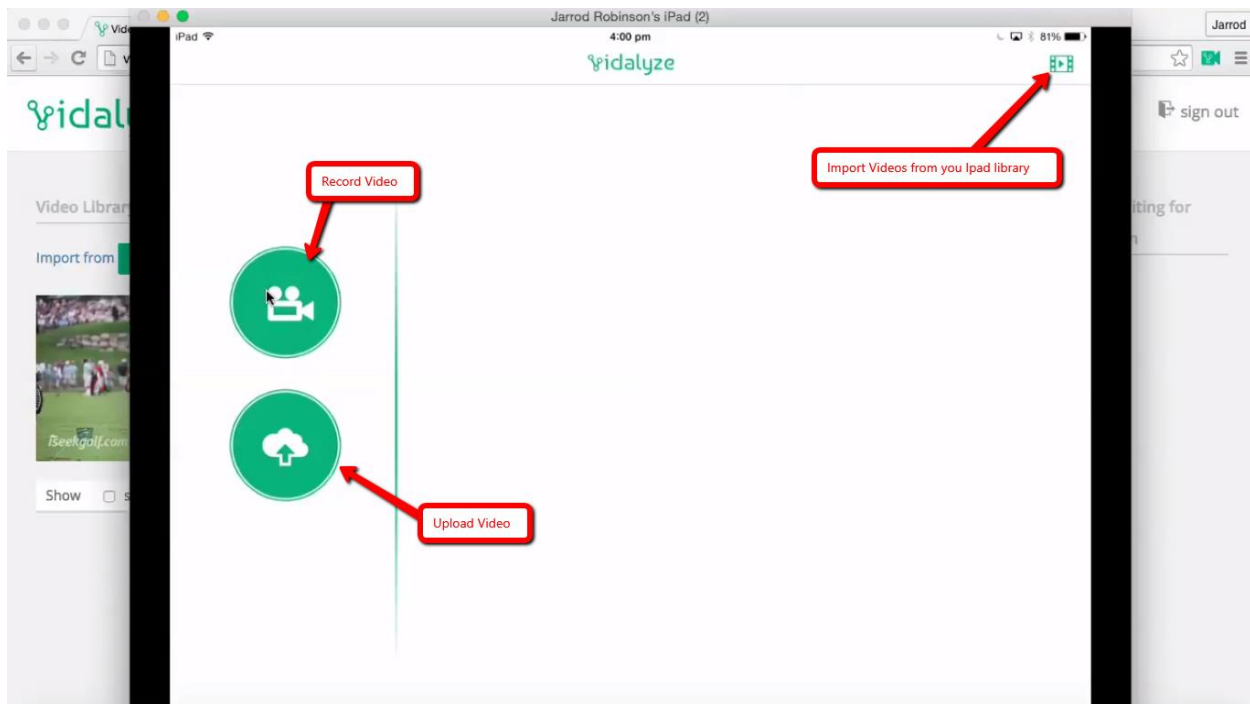 Jarrod Robinson's iPad (2)
Jarrod
iPad 4:00 pm 81%
vidalyze
sign out
Import Videos from you Ipad library
Record Video
Video Library
Import from
iseekgolf.com
Show
Upload Video